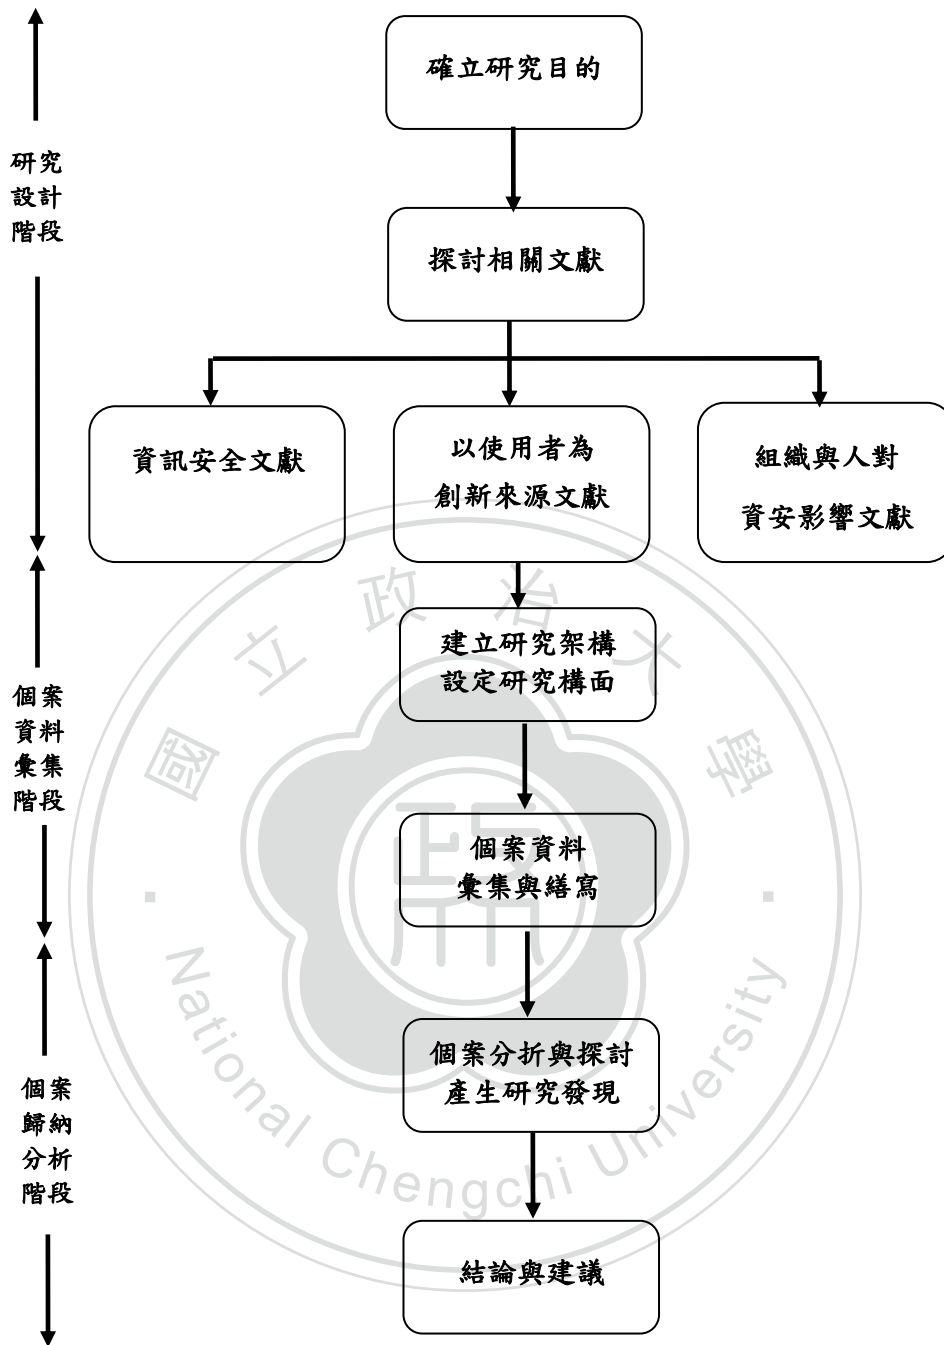 確立研究目的
研究
設計
階段
探討相關文獻
資訊安全文獻
以使用者為
創新來源文獻
組織與人對
資安影響文獻
建立研究架構
設定研究構面
個案
資料
彙集
階段
個案資料
彙集與繕寫
個案分析與探討
產生研究發現
個案
歸納
分析
階段
結論與建議
國立政治大學
National Chengchi University